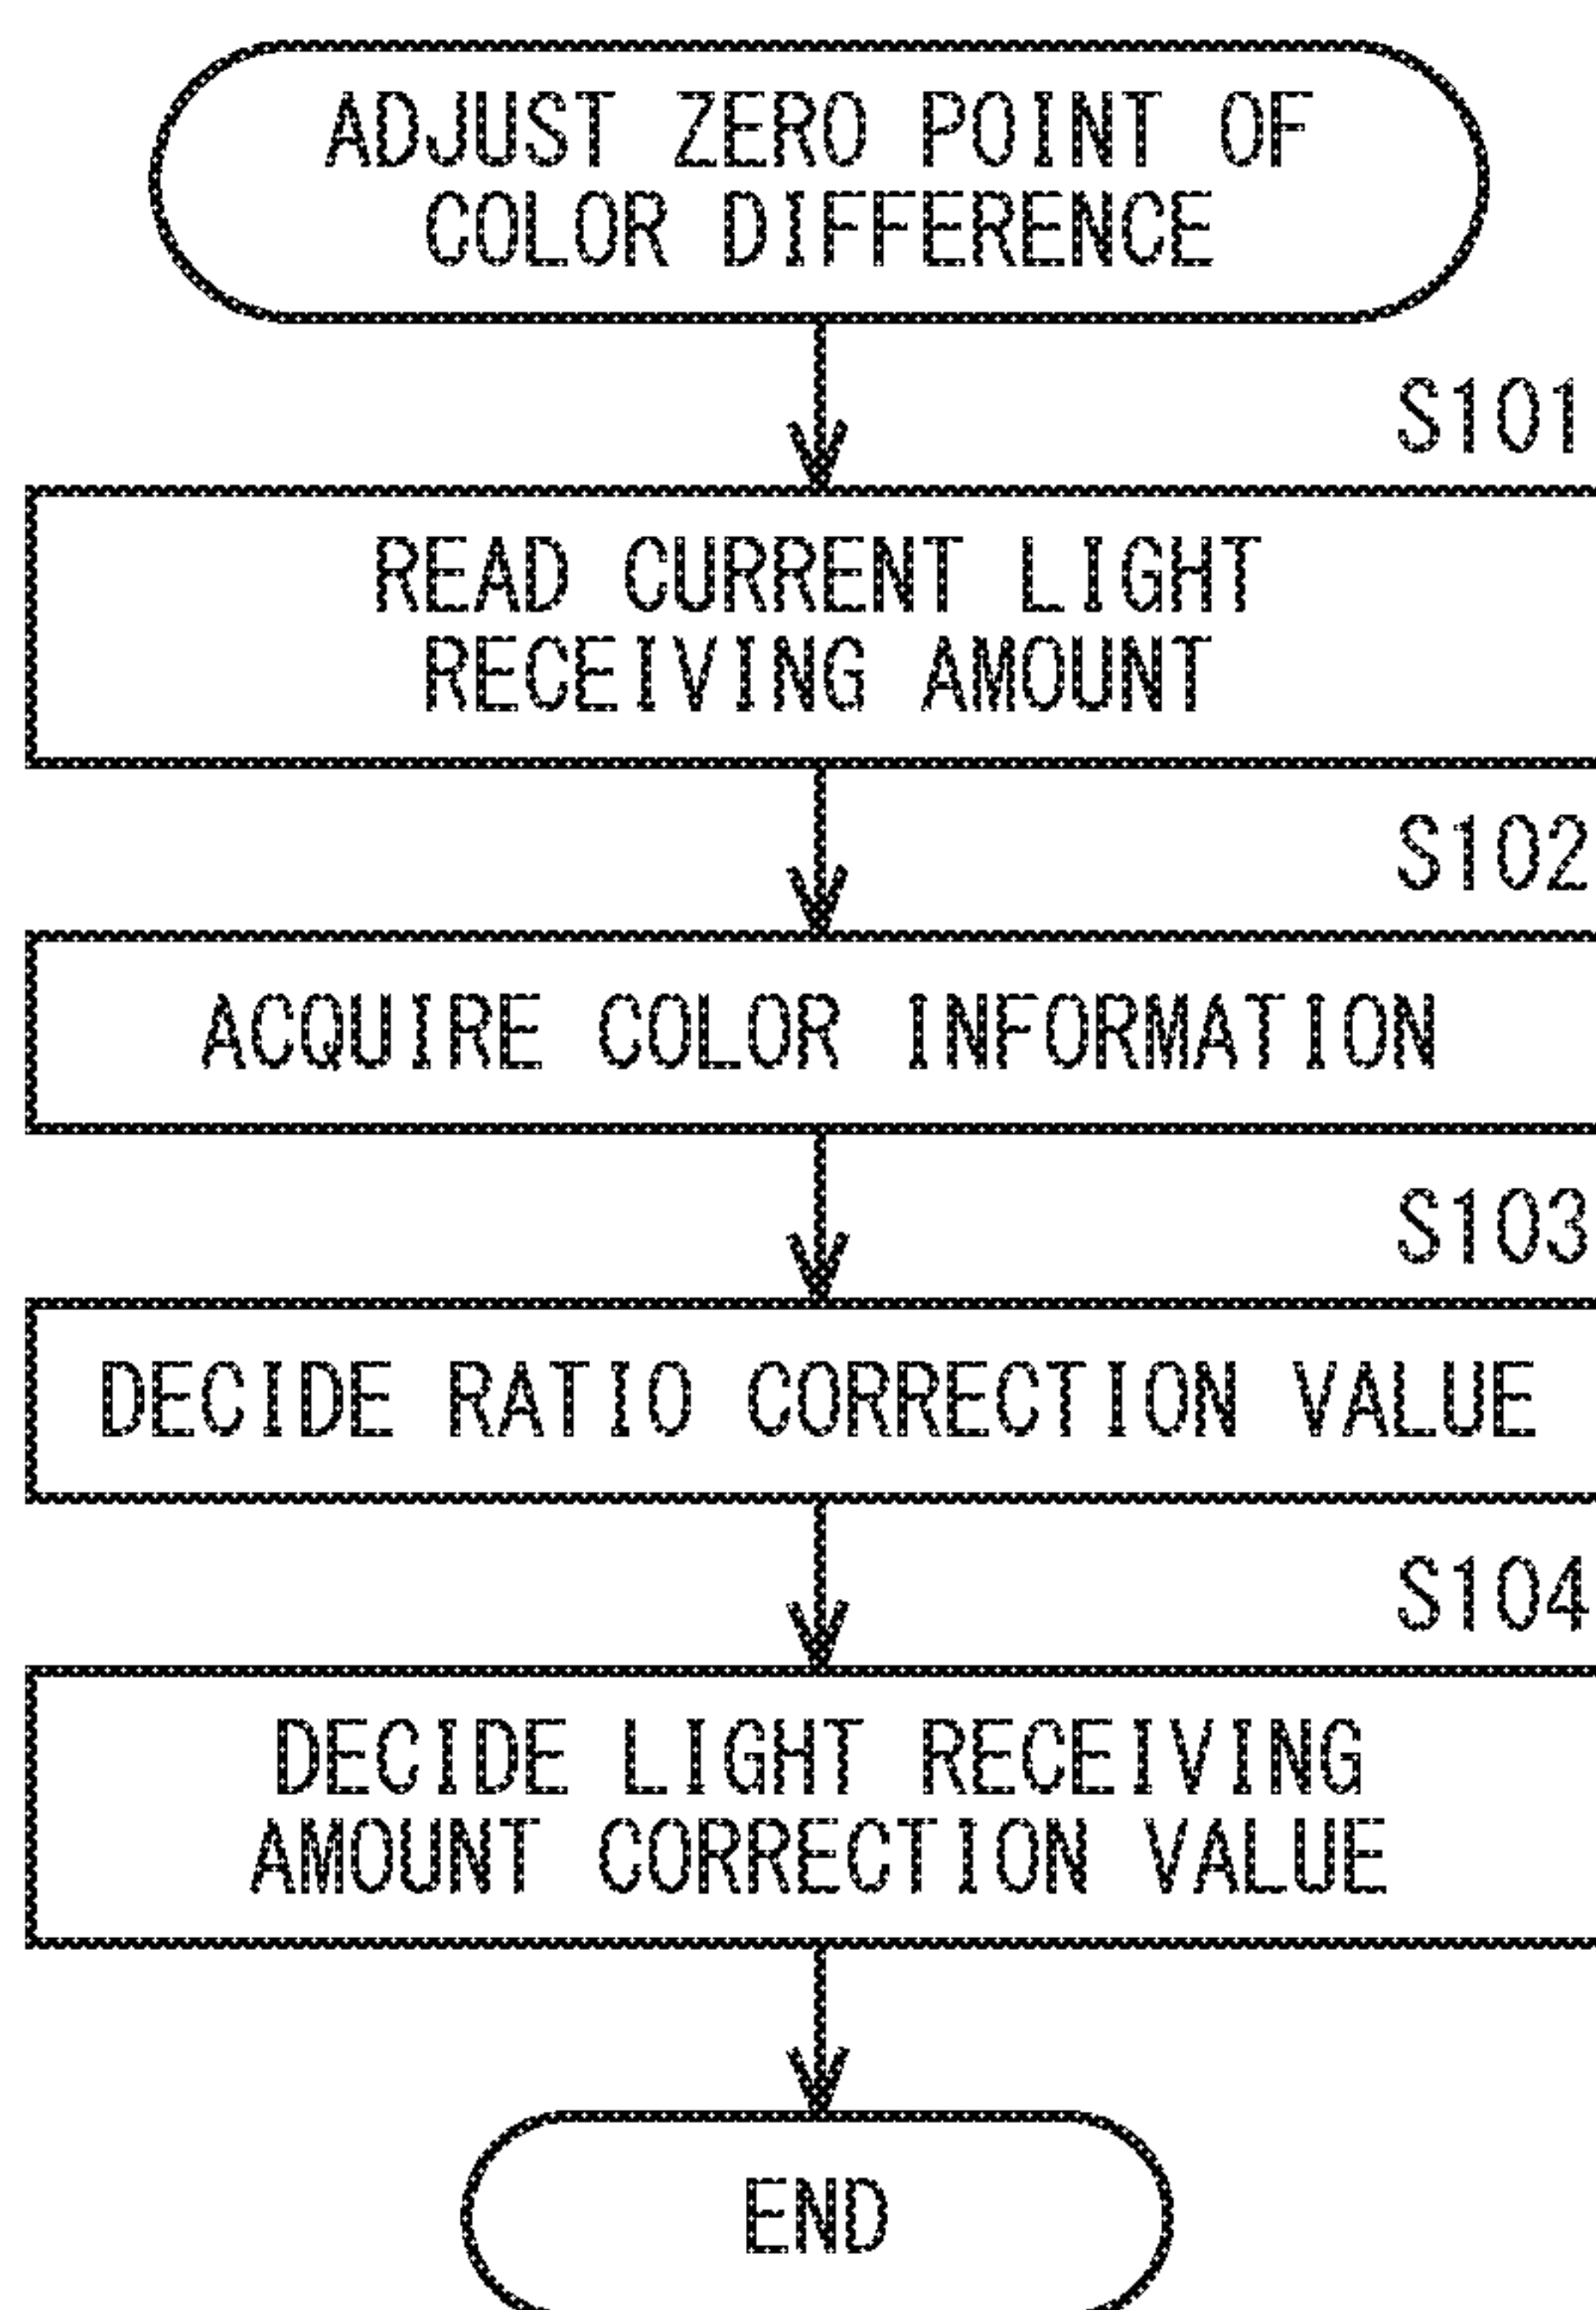 ADJUST ZERO POINT OF
COLOR DIFFERENCE
S101
READ CURRENT LIGHT
RECEIVING AMOUNT
S102
ACQUIRE COLOR INFORMATION
S103
DECIDE RATIO CORRECTION VALUE
S104
DECIDE LIGHT RECEIVING
AMOUNT CORRECTION VALUE
END